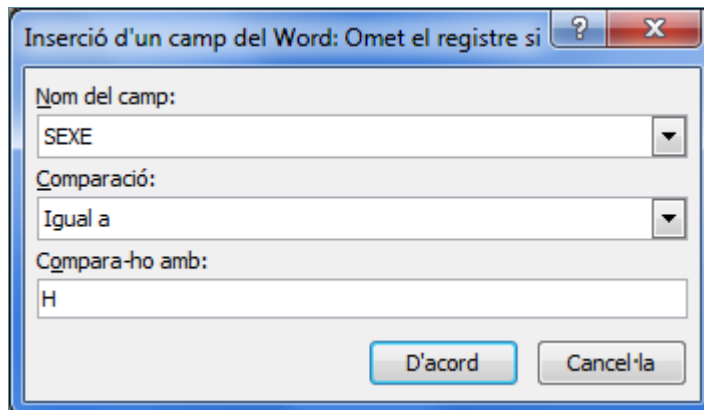 Inserció d'un camp del Word: Omet el registre si
?
X
Nom del camp:
SEXE
Comparació:
Igual a
Compara-ho amb:
H
D'acord
Cancel·la